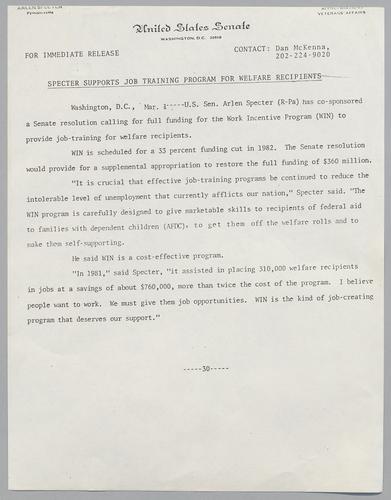 ARLEN SPECTER
PENNSYLVANIA
VETERANS' AFFAIRS
United States Senate
WASHINGTON, D.C. 20510
FOR IMMEDIATE RELEASE
CONTACT: Dan McKenna,
202-224-9020
SPECTER SUPPORTS JOB TRAINING PROGRAM FOR WELFARE RECIPIENTS
Washington, D.C., Mar. 1-----U.S. Sen. Arlen Specter (R-Pa) has co-sponsored
a Senate resolution calling for full funding for the Work Incentive Program (WIN) to
provide job-training for welfare recipients.
WIN is scheduled for a 33 percent funding cut in 1982. The Senate resolution
would provide for a supplemental appropriation to restore the full funding of $360 million.
"It is crucial that effective job-training programs be continued to reduce the
intolerable level of unemployment that currently afflicts our nation," Specter said. "The
WIN program is carefully designed to give marketable skills to recipients of federal aid
to families with dependent children (AFDC), to get them off the welfare rolls and to
make them self-supporting.
He said WIN is a cost-effective program.
"In 1981," said Specter, "it assisted in placing 310,000 welfare recipients
in jobs at a savings of about $760,000, more than twice the cost of the program. I believe
people want to work. We must give them job opportunities. WIN is the kind of job-creating
program that deserves our support."
-----30-----